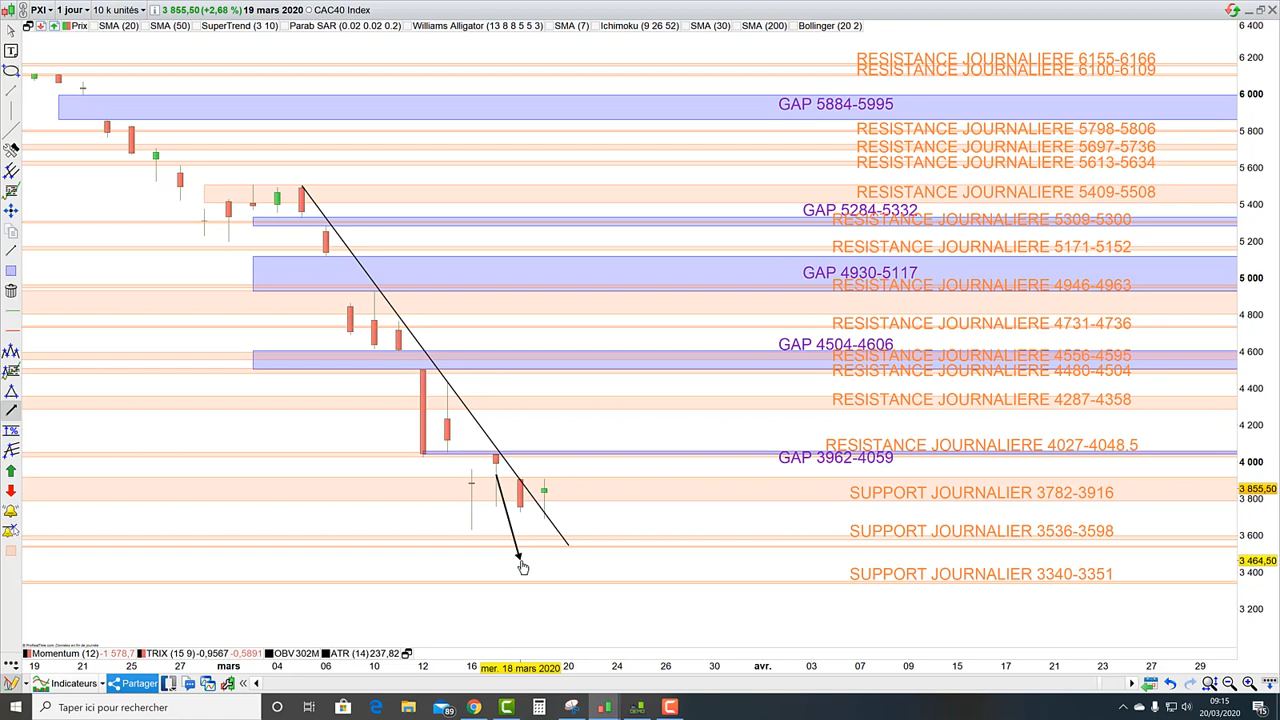 PXI 1 jour 10 k unités 3 855,50 (+2,68 %) 19 mars 2020 CAC40 Index
Prix SMA (20) SMA (50) SuperTrend (3 10) Parab SAR (0.02 0.02 0.2) Williams Alligator (13 8 8 5 5 3) SMA (7) Ichimoku (9 26 52) SMA (30) SMA (200) Bollinger (20 2)
6 400
RESISTANCE JOURNALIERE 6155-6166
6 200
RESISTANCE JOURNALIERE 6100-6109
6 000
GAP 5884-5995
RESISTANCE JOURNALIERE 5798-5806
5 800
RESISTANCE JOURNALIERE 5697-5736
RESISTANCE JOURNALIERE 5613-5634
5 600
RESISTANCE JOURNALIERE 5409-5508
5 400
GAP 5284-5332
RESISTANCE JOURNALIERE 5309-5300
5 200
RESISTANCE JOURNALIERE 5171-5152
GAP 4930-5117
5 000
RESISTANCE JOURNALIERE 4946-4963
4 800
RESISTANCE JOURNALIERE 4731-4736
GAP 4504-4606
4 600
RESISTANCE JOURNALIERE 4556-4595
RESISTANCE JOURNALIERE 4480-4504
4 400
RESISTANCE JOURNALIERE 4287-4358
4 200
RESISTANCE JOURNALIERE 4027-4048.5
GAP 3962-4059
4 000
3 855,50
SUPPORT JOURNALIER 3782-3916
3 800
SUPPORT JOURNALIER 3536-3598
3 600
3 464,50
SUPPORT JOURNALIER 3340-3351
3 400
3 200
Momentum (12) -1 578,7 TRIX (15 9) -0,9567 -0,5891 OBV 302M ATR (14) 237,82
19 21 25 27 mars 04 06 10 12 16 mer. 18 mars 2020 20 24 26 30 avr. 03 07 09 15 17 21 23 27 29
Indicateurs Partager
Taper ici pour rechercher
89
DEMO
09:15
20/03/2020
15